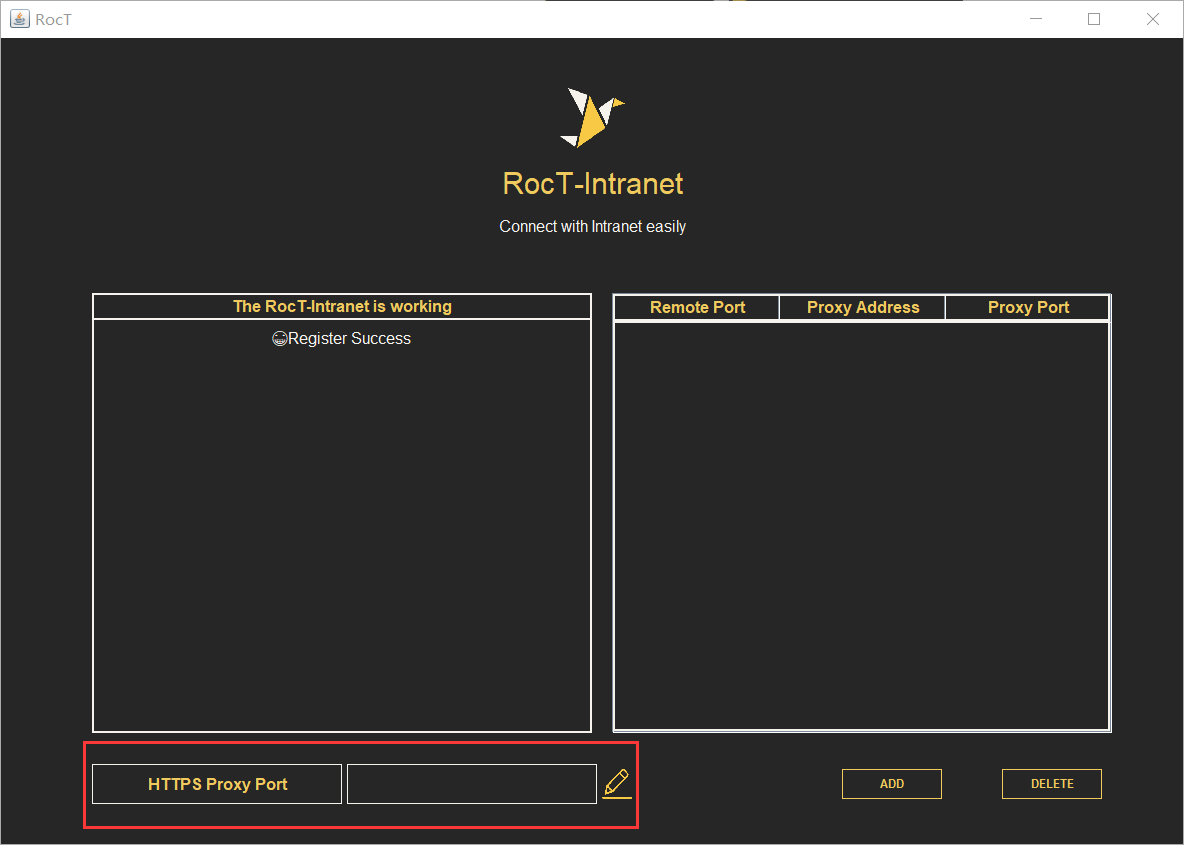 RocT
RocT-Intranet
Connect with Intranet easily
The RocT-Intranet is working
Register Success
Remote Port Proxy Address Proxy Port
HTTPS Proxy Port
ADD
DELETE